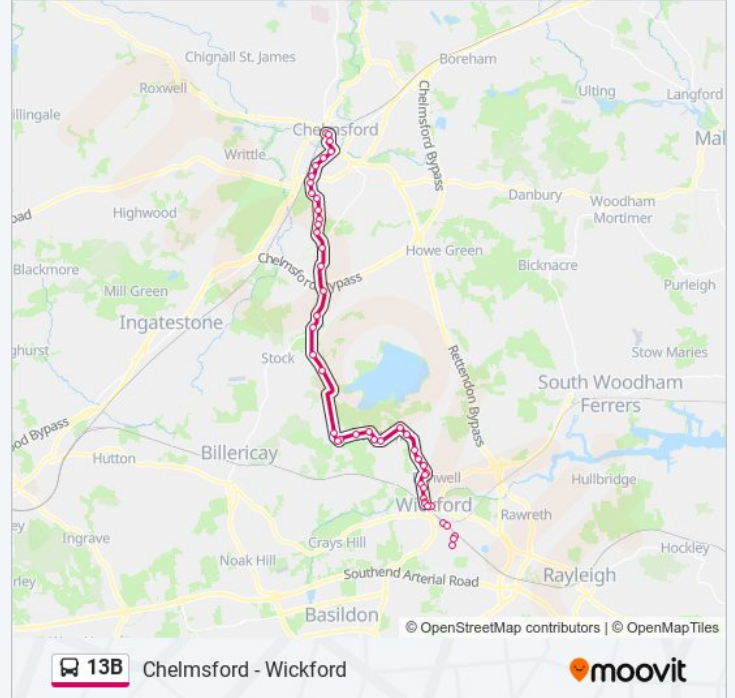 Chignall St. James
Boreham
Roxwell
Ulting
Langford
illingale
Chelmsford
Chelmsford Bypass
Writtle
Mal
Danbury
Woodham
Mortimer
oad
Highwood
Howe Green
Blackmore
Chelmsford Bypass
Bicknacre
Mill Green
Purleigh
Ingatestone
ghurst
Stock
Stow Maries
Rettendon Bypass
South Woodham
Ferrers
ood Bypass
Billericay
Hutton
nwell
Hullbridge
Wickford
Rawreth
ey
Ingrave
Crays Hill
Hockley
Noak Hill
Southend Arterial Road
Rayleigh
rley
Basildon
© OpenStreetMap contributors | © OpenMapTiles
13B Chelmsford - Wickford
moovit